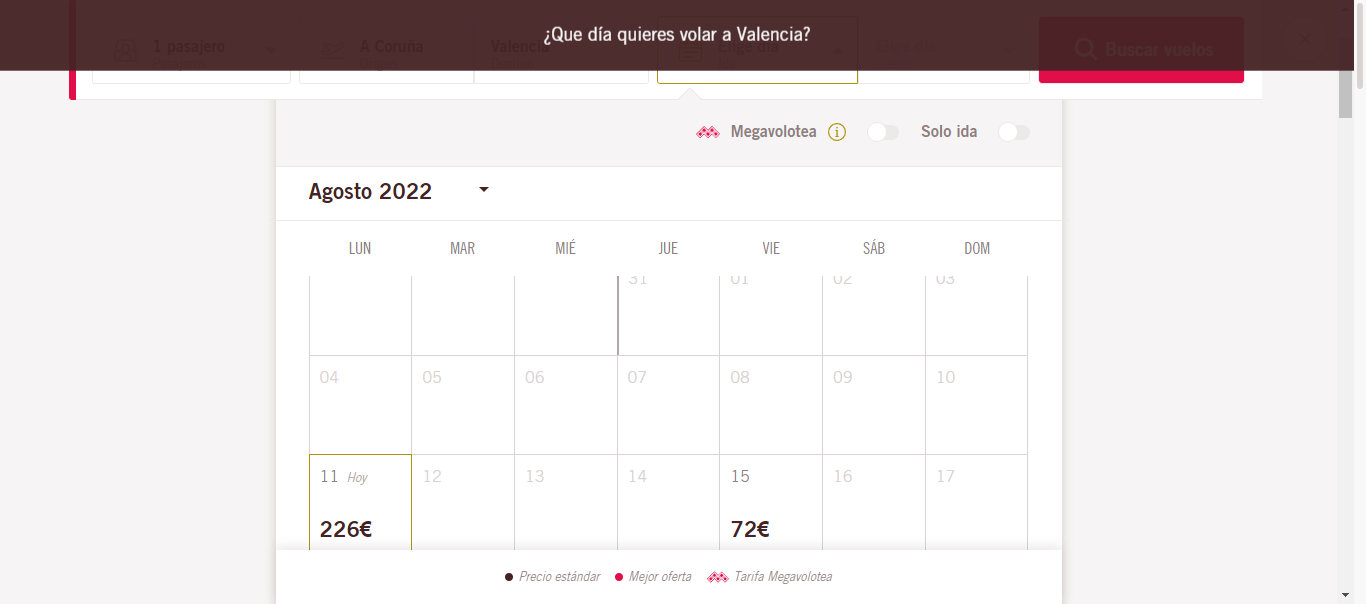 ¿Que día quieres volar a Valencia?
1 pasajero A Coruña Valencia Elige día Buscar vuelos
Megavolotea i Solo ida
Agosto 2022
LUN MAR MIÉ JUE VIE SÁB DOM
31 01 02 03
04 05 06 07 08 09 10
11 Hoy 12 13 14 15 16 17
226€ 72€
Precio estándar Mejor oferta Tarifa Megavolotea